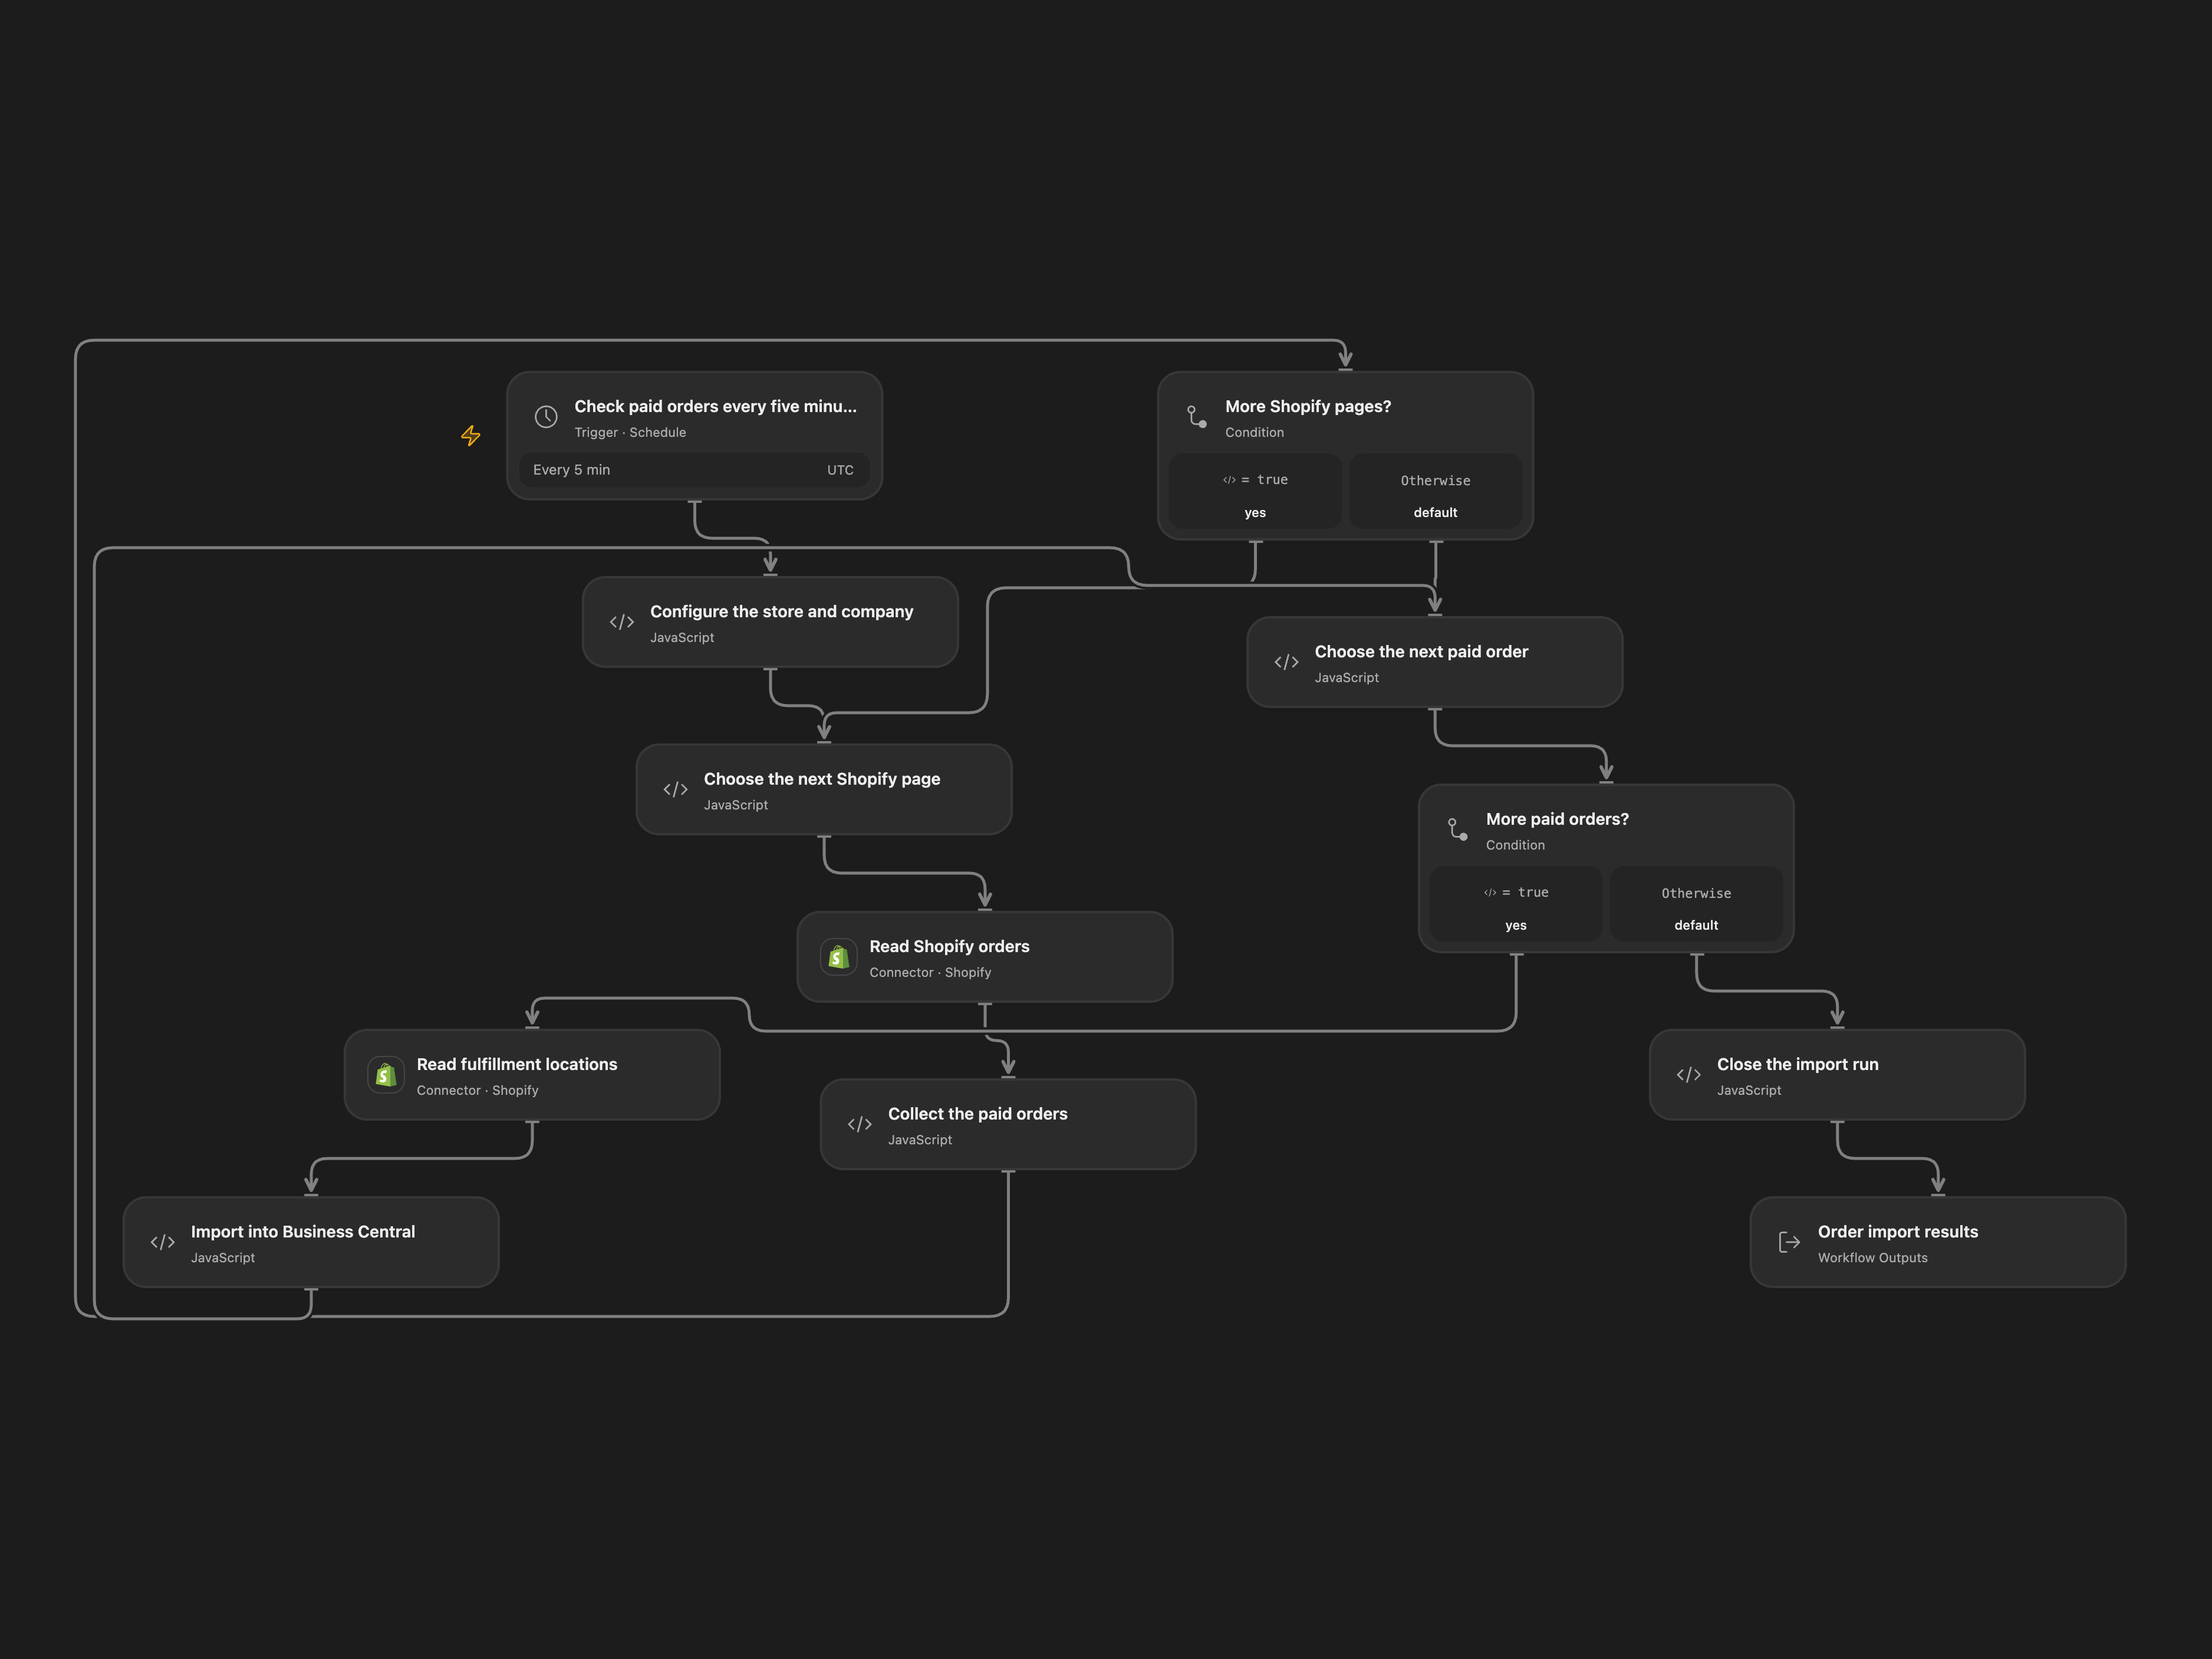 Check paid orders every five minu...
Trigger · Schedule
Every 5 min
UTC
More Shopify pages?
Condition
</> = true
yes
Otherwise
default
Configure the store and company
JavaScript
Choose the next paid order
JavaScript
Choose the next Shopify page
JavaScript
More paid orders?
Condition
</> = true
yes
Otherwise
default
Read Shopify orders
Connector · Shopify
Read fulfillment locations
Connector · Shopify
Collect the paid orders
JavaScript
Close the import run
JavaScript
Import into Business Central
JavaScript
Order import results
Workflow Outputs